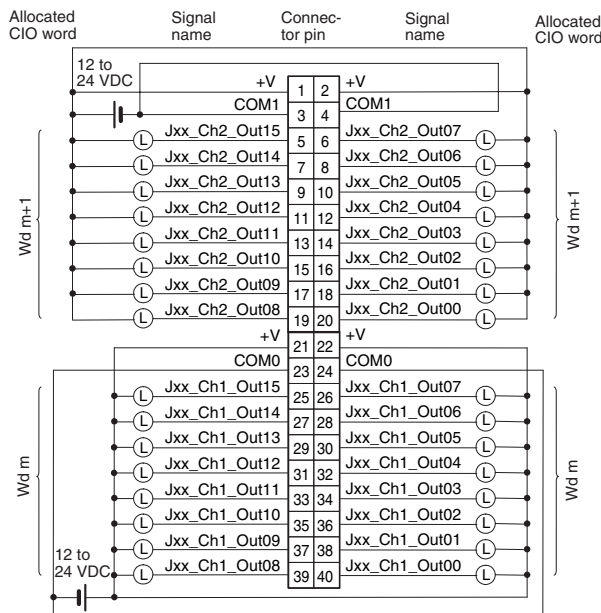 Allocated CIO word Signal name Connec- tor pin Signal name Allocated CIO word
12 to 24 VDC
+V 1 2 +V
COM1 3 4 COM1
Jxx_Ch2_Out15 5 6 Jxx_Ch2_Out07
L L
Jxx_Ch2_Out14 7 8 Jxx_Ch2_Out06
L L
Jxx_Ch2_Out13 9 10 Jxx_Ch2_Out05
L L
Jxx_Ch2_Out12 11 12 Jxx_Ch2_Out04
L L
Jxx_Ch2_Out11 13 14 Jxx_Ch2_Out03
L L
Jxx_Ch2_Out10 15 16 Jxx_Ch2_Out02
L L
Jxx_Ch2_Out09 17 18 Jxx_Ch2_Out01
L L
Jxx_Ch2_Out08 19 20 Jxx_Ch2_Out00
L L
Wd m+1 Wd m+1
+V 21 22 +V
COM0 23 24 COM0
Jxx_Ch1_Out15 25 26 Jxx_Ch1_Out07
L L
Jxx_Ch1_Out14 27 28 Jxx_Ch1_Out06
L L
Jxx_Ch1_Out13 29 30 Jxx_Ch1_Out05
L L
Jxx_Ch1_Out12 31 32 Jxx_Ch1_Out04
L L
Jxx_Ch1_Out11 33 34 Jxx_Ch1_Out03
L L
Jxx_Ch1_Out10 35 36 Jxx_Ch1_Out02
L L
Jxx_Ch1_Out09 37 38 Jxx_Ch1_Out01
L L
Jxx_Ch1_Out08 39 40 Jxx_Ch1_Out00
L L
Wd m Wd m
12 to 24 VDC